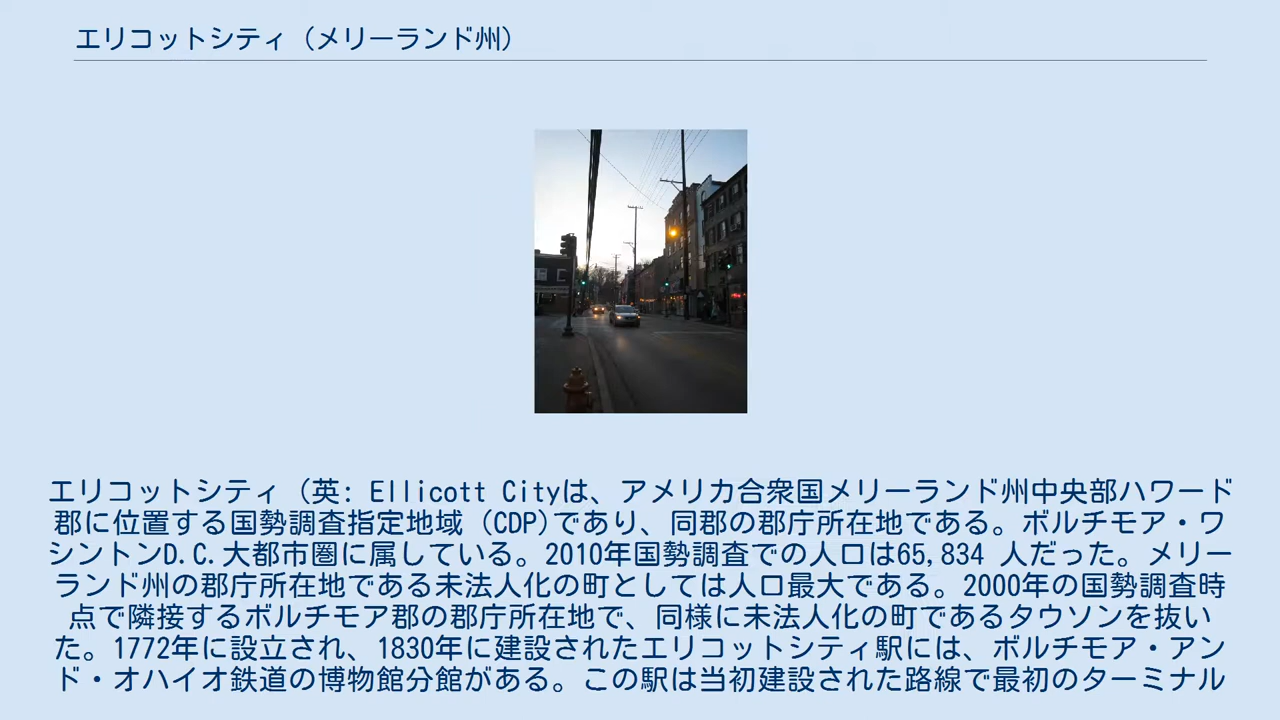 エリコットシティ（メリーランド州）
エリコットシティ（英: Ellicott Cityは、アメリカ合衆国メリーランド州中央部ハワード
郡に位置する国勢調査指定地域（CDP)であり、同郡の郡庁所在地である。ボルチモア・ワ
シントンD.C.大都市圏に属している。2010年国勢調査での人口は65,834 人だった。メリー
ランド州の郡庁所在地である未法人化の町としては人口最大である。2000年の国勢調査時
点で隣接するボルチモア郡の郡庁所在地で、同様に未法人化の町であるタウソンを抜い
た。1772年に設立され、1830年に建設されたエリコットシティ駅には、ボルチモア・アン
ド・オハイオ鉄道の博物館分館がある。この駅は当初建設された路線で最初のターミナル